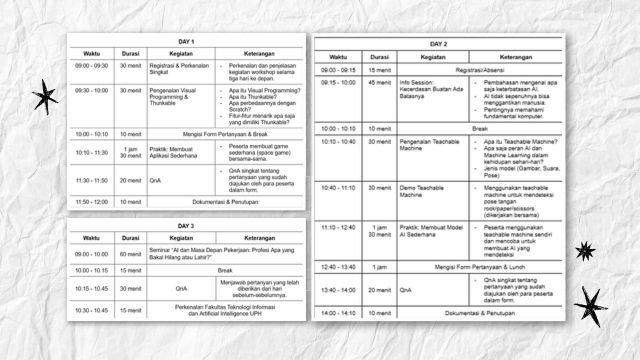 DAY 1
Waktu Durasi Kegiatan Keterangan
09:00 - 09:30 30 menit Registrasi & Perkenalan Singkat - Perkenalan dan penjelasan kegiatan workshop selama tiga hari ke depan.
09:30 - 10:00 30 menit Pengenalan Visual Programming & Thunkable - Apa itu Visual Programming?
- Apa itu Thunkable?
- Apa perbedaannya dengan Scratch?
- Fitur-fitur menarik apa saja yang dimiliki Thunkable?
10:00 - 10:10 10 menit Mengisi Form Pertanyaan & Break
10:10 - 11:30 1 jam 30 menit Praktik: Membuat Aplikasi Sederhana - Peserta membuat game sederhana (space game) bersama-sama.
11:30 - 11:50 20 menit QnA - QnA singkat tentang pertanyaan yang sudah diajukan oleh para peserta dalam form.
11:50 - 12:00 10 menit Dokumentasi & Penutupan
DAY 3
Waktu Durasi Kegiatan Keterangan
09.00 - 10.00 60 menit Seminar "AI dan Masa Depan Pekerjaan: Profesi Apa yang Bakal Hilang atau Lahir?"
10.00 - 10.15 15 menit Break
10.15 - 10.45 30 menit QnA Menjawab pertanyan yang telah diberikan dari hari sebelum-sebelumnya.
10.30 - 10.45 15 menit Perkenalan Fakultas Teknologi Informasi dan Artificial Intelligence UPH
DAY 2
Waktu Durasi Kegiatan Keterangan
09:00 - 09:15 15 menit Registrasi/Absensi
09:15 - 10:00 45 menit Info Session: Kecerdasan Buatan Ada Batasnya - Pembahasan mengenai apa saja keterbatasan AI.
- AI tidak sepenuhnya bisa menggantikan manusia.
- Pentingnya memahami fundamental komputer.
10:00 - 10:10 10 menit Break
10:10 - 10:40 30 menit Pengenalan Teachable Machine - Apa itu Teachable Machine?
- Apa saja peran AI dan Machine Learning dalam kehidupan sehari-hari?
- Jenis model (Gambar, Suara, Pose)
10:40 - 11:10 30 menit Demo Teachable Machine - Menggunakan teachable machine untuk mendeteksi pose tangan rock/paper/scissors (dikerjakan bersama)
11:10 - 12:40 1 jam 30 menit Praktik: Membuat Model AI Sederhana - Peserta menggunakan teachable machine sendiri dan mencoba untuk membuat AI yang mendeteksi
12:40 - 13:40 1 jam Mengisi Form Pertanyaan & Lunch
13:40 - 14:00 20 menit QnA - QnA singkat tentang pertanyaan yang sudah diajukan oleh para peserta dalam form.
14:00 - 14:10 10 menit Dokumentasi & Penutupan